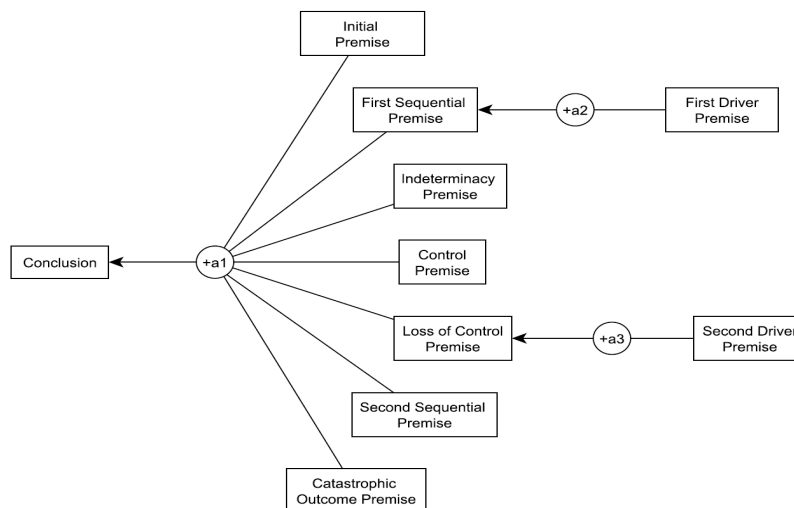 Initial
Premise
First Sequential
Premise
+a2
First Driver
Premise
Indeterminacy
Premise
Conclusion
+a1
Control
Premise
Loss of Control
Premise
+a3
Second Driver
Premise
Second Sequential
Premise
Catastrophic
Outcome Premise